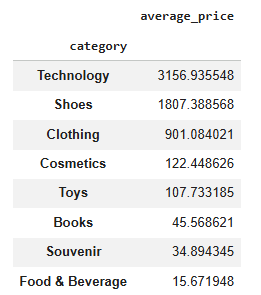 average_price
category
Technology 3156.935548
Shoes 1807.388568
Clothing 901.084021
Cosmetics 122.448626
Toys 107.733185
Books 45.568621
Souvenir 34.894345
Food & Beverage 15.671948